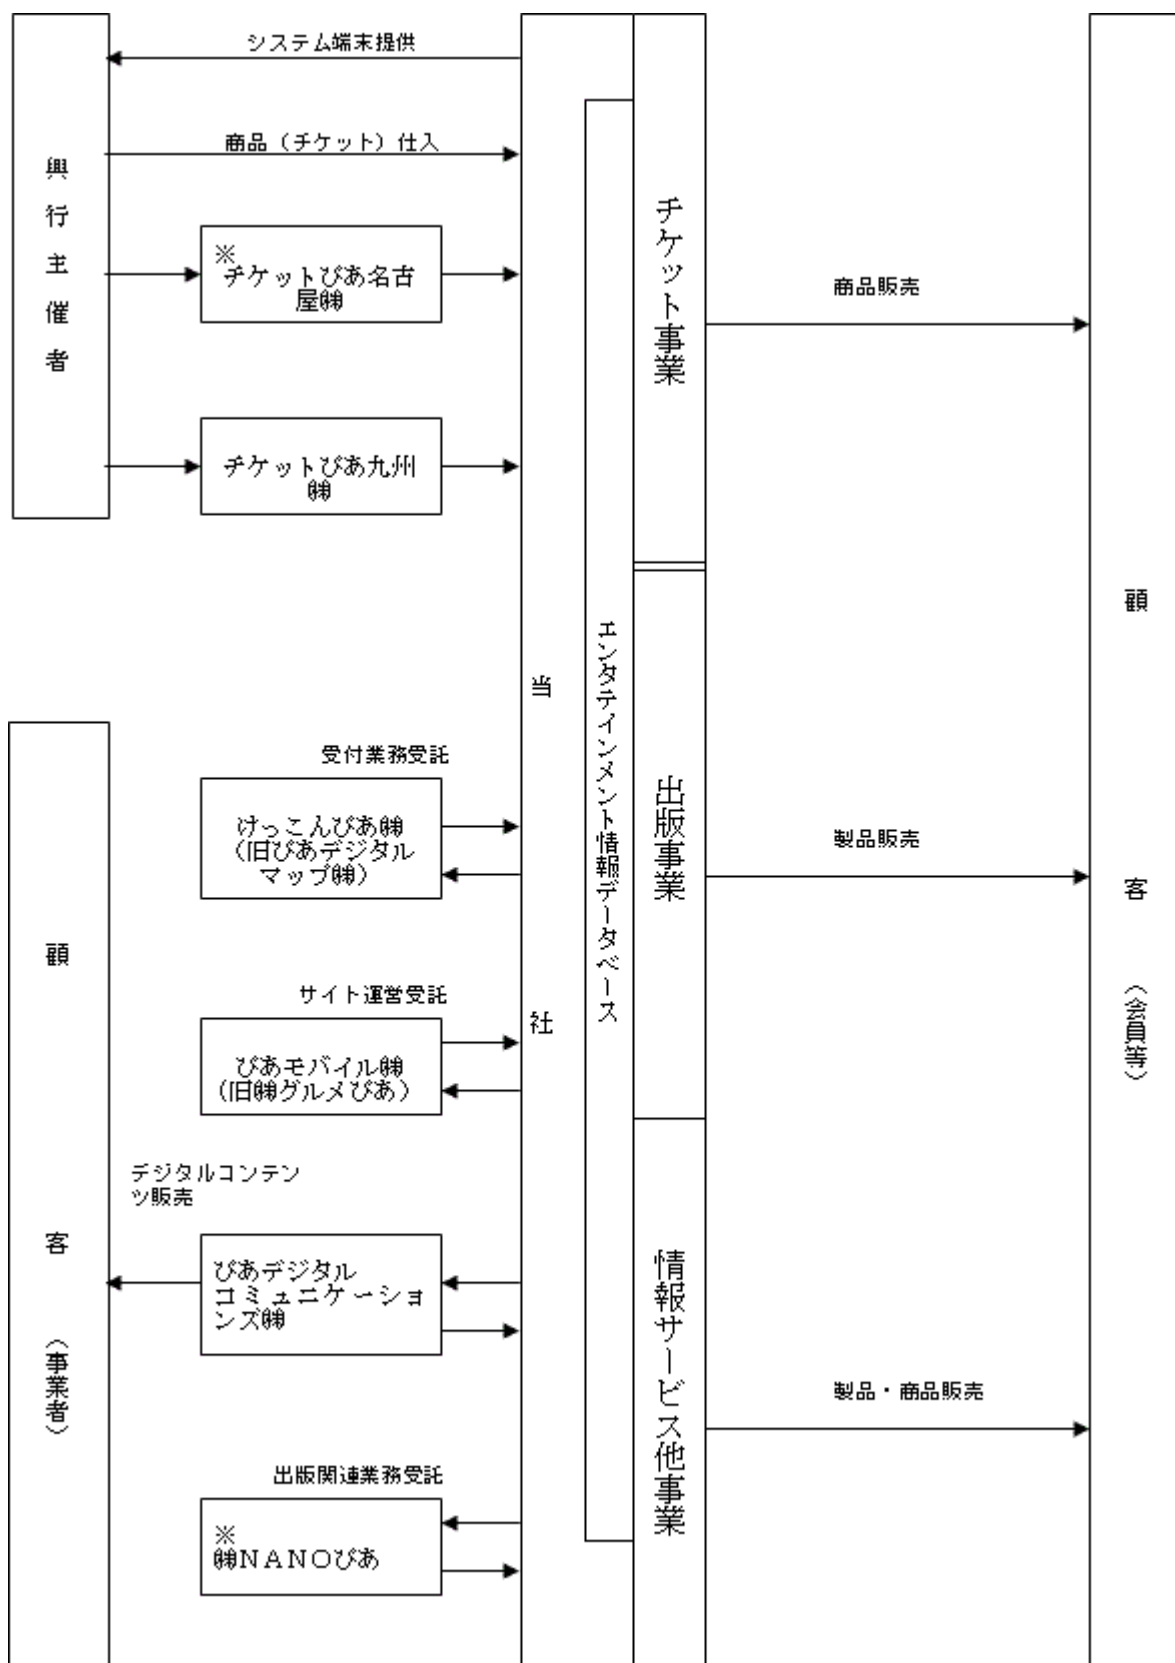 システム端末提供
商品（チケット）仕入
興行主催者
※
チケットぴあ名古
屋㈱
チケットぴあ九州
㈱
チケット事業
商品販売
当社
エンタテインメント情報データベース
顧客（会員等）
受付業務受託
けっこんぴあ㈱
（旧ぴあデジタル
マップ㈱）
出版事業
製品販売
顧客（事業者）
サイト運営受託
ぴあモバイル㈱
（旧㈱グルメぴあ）
デジタルコンテン
ツ販売
ぴあデジタル
コミュニケーショ
ンズ㈱
情報サービス他事業
製品・商品販売
出版関連業務受託
※
㈱ＮＡＮＯぴあ